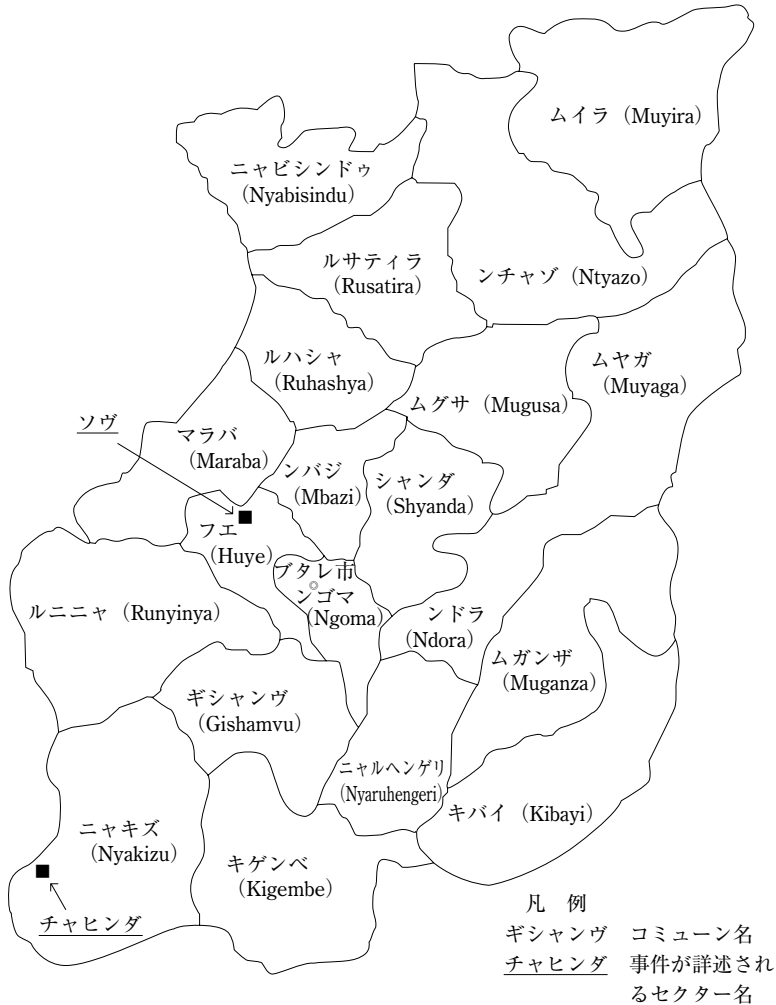 ムイラ (Muyira)
ニャビシンドゥ
(Nyabisindu)
ルサティラ
(Rusatira)
ンチャゾ (Ntyazo)
ルハシャ
(Ruhashya)
ムヤガ
(Muyaga)
ムグサ (Mugusa)
ソヴ
マラバ
(Maraba)
ンバジ
(Mbazi)
シャンダ
(Shyanda)
フエ
(Huye)
ブタレ市
ンゴマ
(Ngoma)
ルニニャ (Runyinya)
ンドラ
(Ndora)
ムガンザ
(Muganza)
ギシャンヴ
(Gishamvu)
ニャルヘンゲリ
(Nyaruhengeri)
キバイ (Kibayi)
ニャキズ
(Nyakizu)
キゲンベ
(Kigembe)
チャヒンダ
凡 例
ギシャンヴ コミューン名
チャヒンダ 事件が詳述され
るセクター名